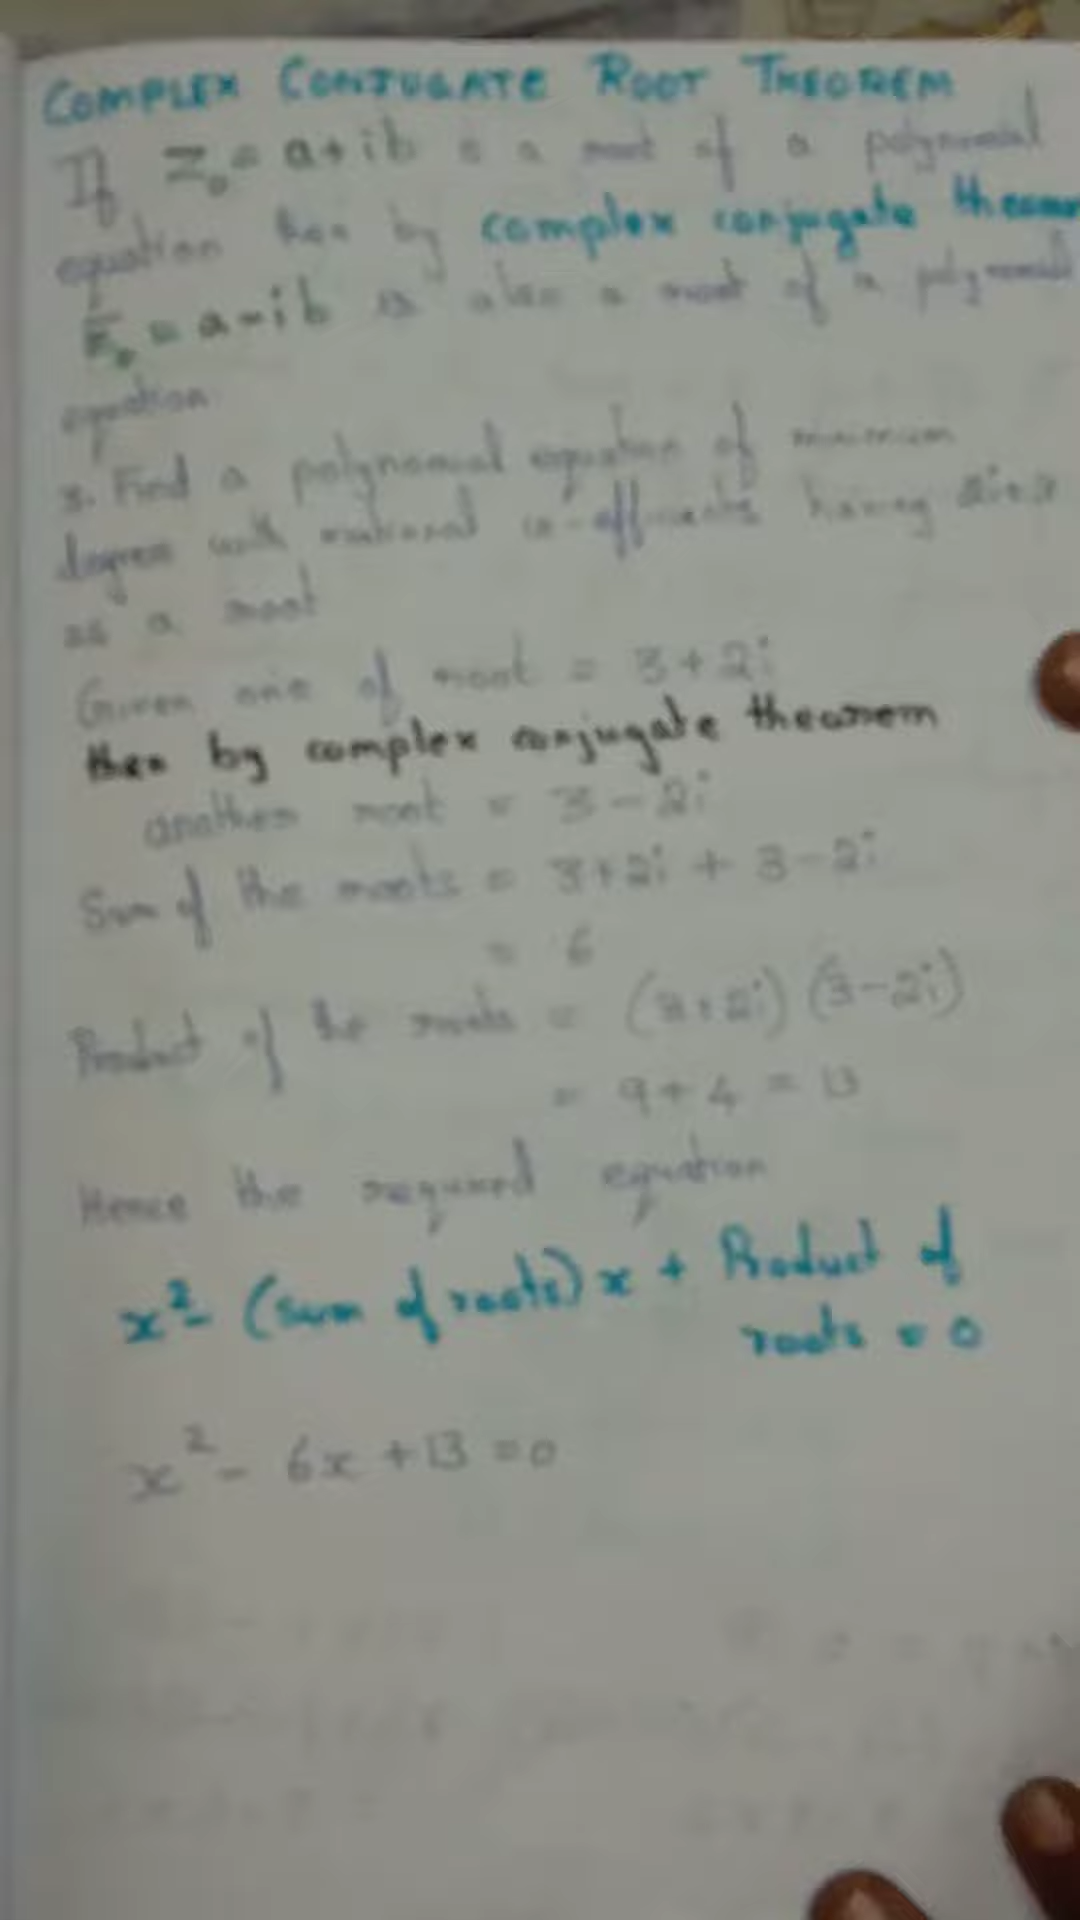 COMPLEX CONJUGATE ROOT THEOREM
If Z₀ = a+ib is a root of a polynomial
equation then by complex conjugate theorem
z̄₀ = a-ib is also a root of a polynomial
equation
3. Find a polynomial equation of minimum
degree with rational co-efficients having 2i+3
as a root
Given one of root = 3+2i
then by complex conjugate theorem
another root = 3-2i
Sum of the roots = 3+2i + 3-2i
= 6
Product of the roots = (3+2i) (3-2i)
= 9+4 = 13
Hence the required equation
x² - (Sum of roots) x + Product of
roots = 0
x² - 6x + 13 = 0